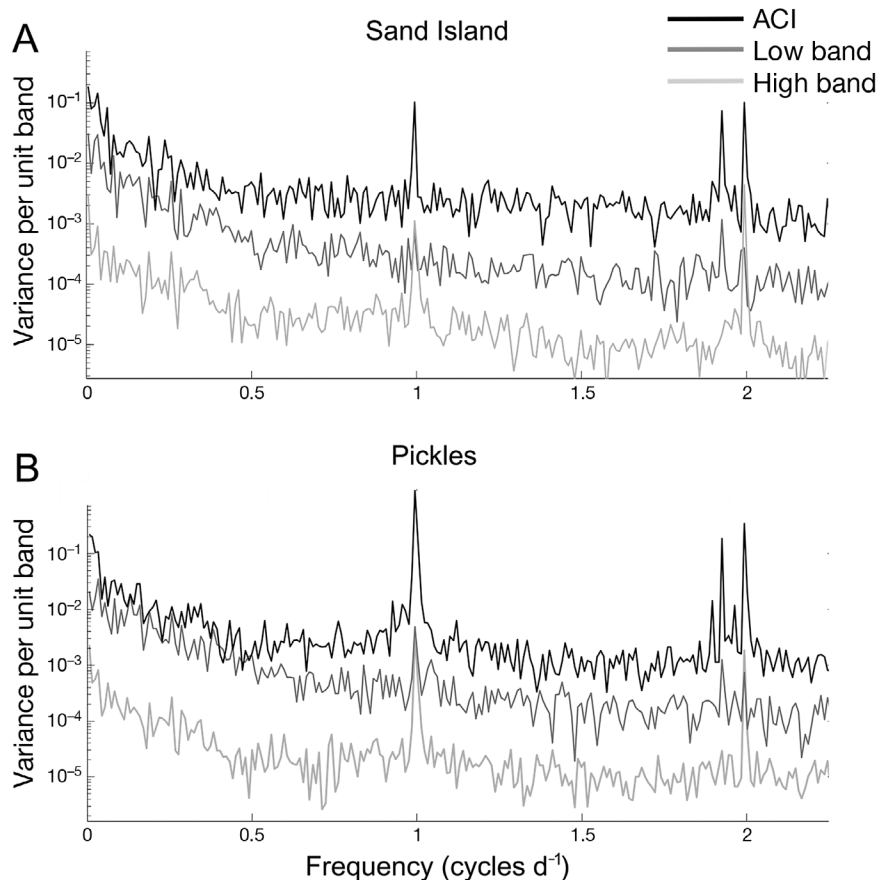 A
Sand Island
ACI
Low band
High band
Variance per unit band
10⁻¹
10⁻²
10⁻³
10⁻⁴
10⁻⁵
0 0.5 1 1.5 2
B
Pickles
Variance per unit band
10⁻¹
10⁻²
10⁻³
10⁻⁴
10⁻⁵
0 0.5 1 1.5 2
Frequency (cycles d⁻¹)